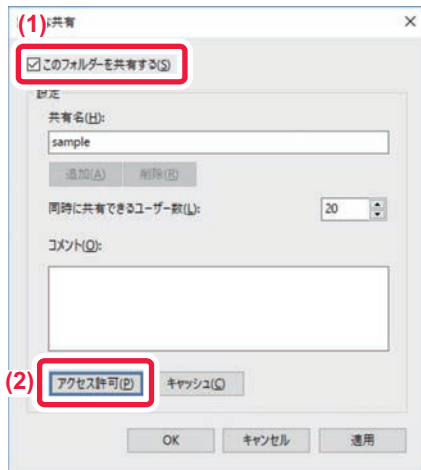 (1)
な共有
このフォルダーを共有する(S)
設定
共有名(H):
sample
追加(A) 削除(R)
同時に共有できるユーザー数(L): 20
コメント(O):
(2)
アクセス許可(P) キャッシュ(C)
OK キャンセル 適用